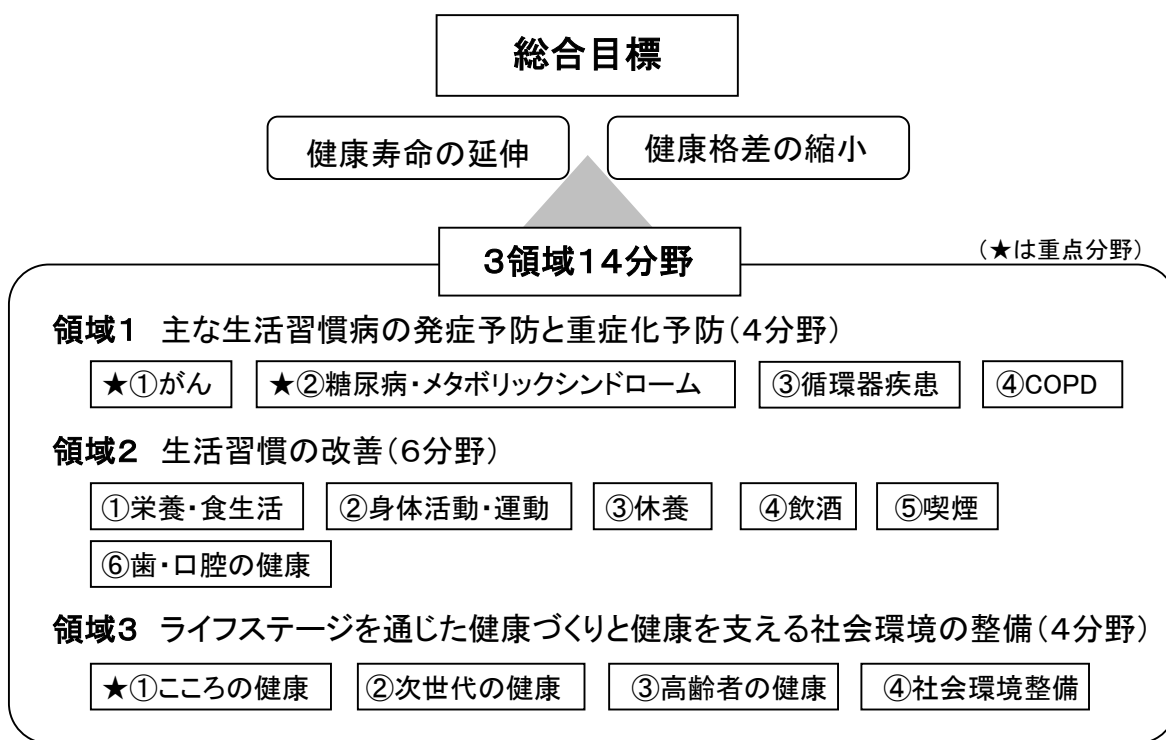 総合目標
健康寿命の延伸
健康格差の縮小
3領域14分野
(★は重点分野)
領域1 主な生活習慣病の発症予防と重症化予防(4分野)
★①がん ★②糖尿病・メタボリックシンドローム ③循環器疾患 ④COPD
領域2 生活習慣の改善(6分野)
①栄養・食生活 ②身体活動・運動 ③休養 ④飲酒 ⑤喫煙
⑥歯・口腔の健康
領域3 ライフステージを通じた健康づくりと健康を支える社会環境の整備(4分野)
★①こころの健康 ②次世代の健康 ③高齢者の健康 ④社会環境整備